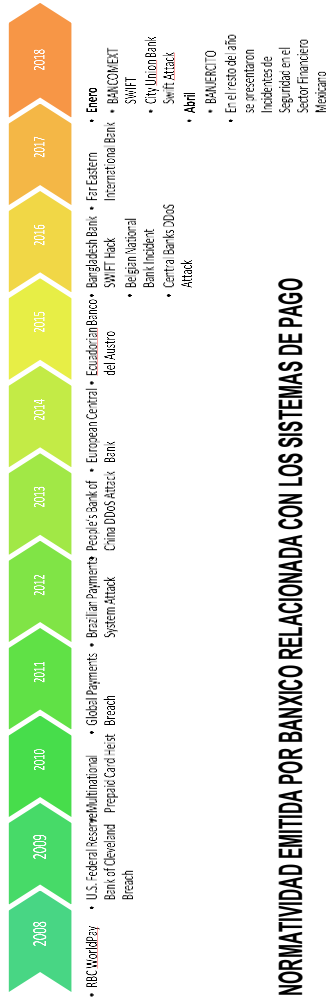 2008
2009
2010
2011
2012
2013
2014
2015
2016
2017
2018
• RBC WorldPay
• U.S. Federal Reserve
Bank of Cleveland
Breach
• Multinational
Prepaid Card Heist
• Global Payments
Breach
• Brazilian Payments
System Attack
• People's Bank of
China DDoS Attack
• European Central
Bank
• Ecuadorian Banco
del Austro
• Bangladesh Bank
SWIFT Hack
• Belgian National
Bank Incident
• Central Banks DDoS
Attack
• Far Eastern
International Bank
• Enero
• BANCOMEXT
SWIFT
• City Union Bank
Swift Attack
• Abril
• BANJERCITO
• En el resto del año
se presentaron
Incidentes de
Seguridad en el
Sector Financiero
Mexicano
NORMATIVIDAD EMITIDA POR BANXICO RELACIONADA CON LOS SISTEMAS DE PAGO